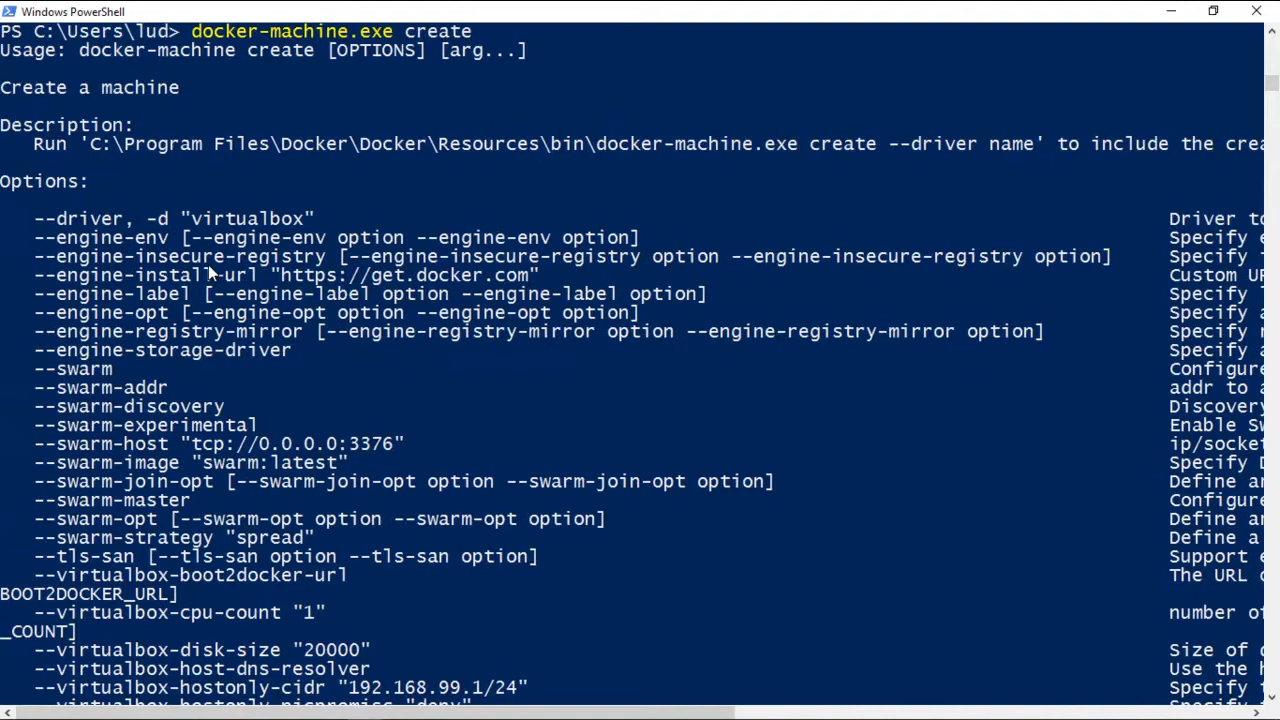 Windows PowerShell
PS C:\Users\lud> docker-machine.exe create
Usage: docker-machine create [OPTIONS] [arg...]
Create a machine
Description:
Run 'C:\Program Files\Docker\Docker\Resources\bin\docker-machine.exe create --driver name' to include the crea
Options:
--driver, -d "virtualbox" Driver to
--engine-env [--engine-env option --engine-env option] Specify e
--engine-insecure-registry [--engine-insecure-registry option --engine-insecure-registry option] Specify i
--engine-install-url "https://get.docker.com" Custom UR
--engine-label [--engine-label option --engine-label option] Specify l
--engine-opt [--engine-opt option --engine-opt option] Specify a
--engine-registry-mirror [--engine-registry-mirror option --engine-registry-mirror option] Specify r
--engine-storage-driver Specify a
--swarm Configure
--swarm-addr addr to a
--swarm-discovery Discovery
--swarm-experimental Enable Sw
--swarm-host "tcp://0.0.0.0:3376" ip/socket
--swarm-image "swarm:latest" Specify D
--swarm-join-opt [--swarm-join-opt option --swarm-join-opt option] Define an
--swarm-master Configure
--swarm-opt [--swarm-opt option --swarm-opt option] Define an
--swarm-strategy "spread" Define a
--tls-san [--tls-san option --tls-san option] Support e
--virtualbox-boot2docker-url The URL o
BOOT2DOCKER_URL]
--virtualbox-cpu-count "1" number of
_COUNT]
--virtualbox-disk-size "20000" Size of d
--virtualbox-host-dns-resolver Use the h
--virtualbox-hostonly-cidr "192.168.99.1/24" Specify t
--virtualbox-hostonly-nicpromisc "deny"